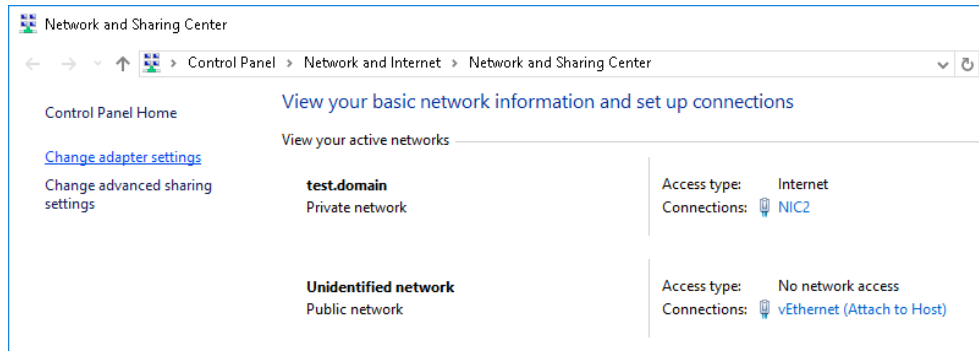 Network and Sharing Center
Control Panel > Network and Internet > Network and Sharing Center
Control Panel Home
Change adapter settings
Change advanced sharing
settings
View your basic network information and set up connections
View your active networks
test.domain
Private network
Access type: Internet
Connections: NIC2
Unidentified network
Public network
Access type: No network access
Connections: vEthernet (Attach to Host)